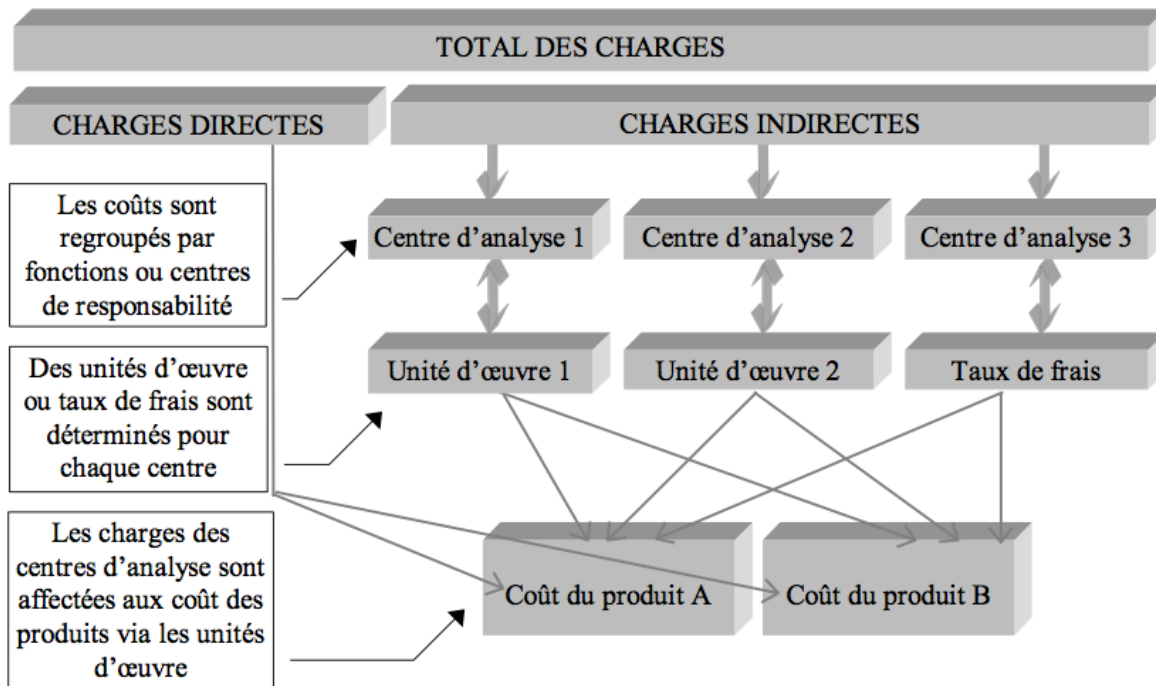 TOTAL DES CHARGES
CHARGES DIRECTES
CHARGES INDIRECTES
Les coûts sont
regroupés par
fonctions ou centres
de responsabilité
Centre d'analyse 1
Centre d'analyse 2
Centre d'analyse 3
Des unités d'œuvre
ou taux de frais sont
déterminés pour
chaque centre
Unité d'œuvre 1
Unité d'œuvre 2
Taux de frais
Les charges des
centres d'analyse sont
affectées aux coût des
produits via les unités
d'œuvre
Coût du produit A
Coût du produit B